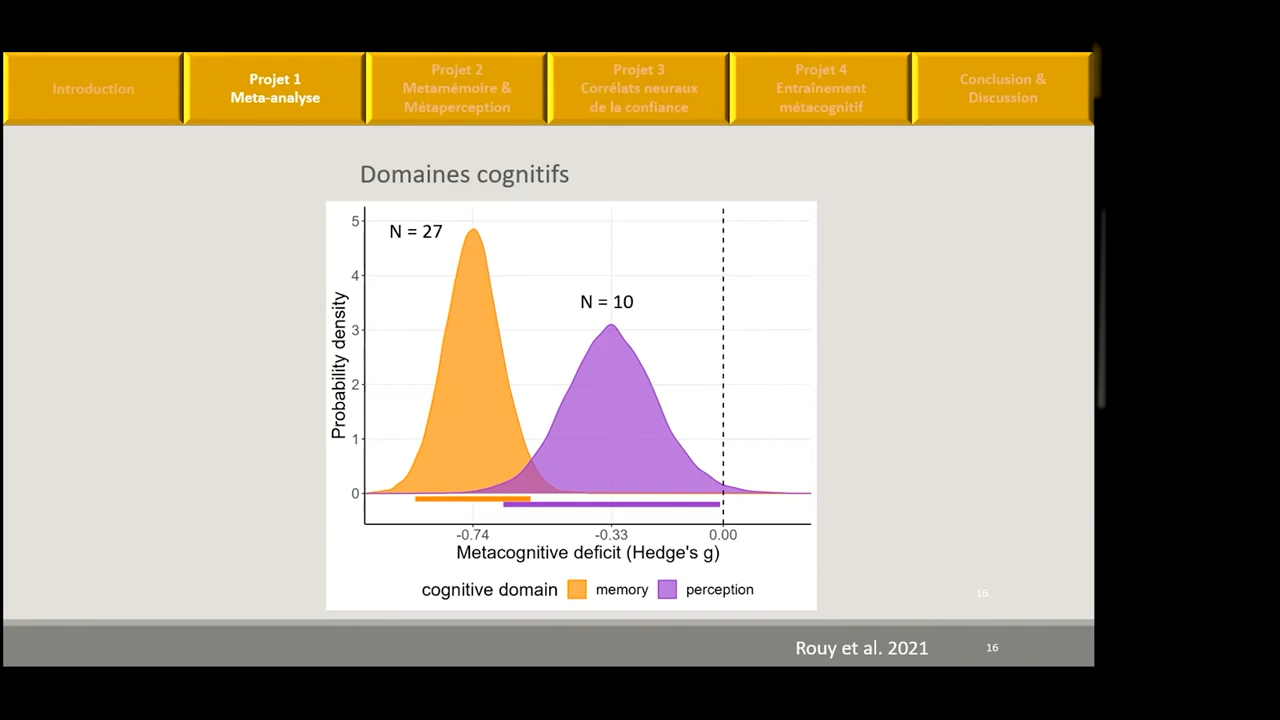 Introduction
Projet 1
Meta-analyse
Projet 2
Metamémoire &
Métaperception
Projet 3
Corrélats neuraux
de la confiance
Projet 4
Entraînement
métacognitif
Conclusion &
Discussion
Domaines cognitifs
N = 27
N = 10
Probability density
5
4
3
2
1
0
-0.74
-0.33
0.00
Metacognitive deficit (Hedge's g)
cognitive domain memory perception
16
Rouy et al. 2021
16